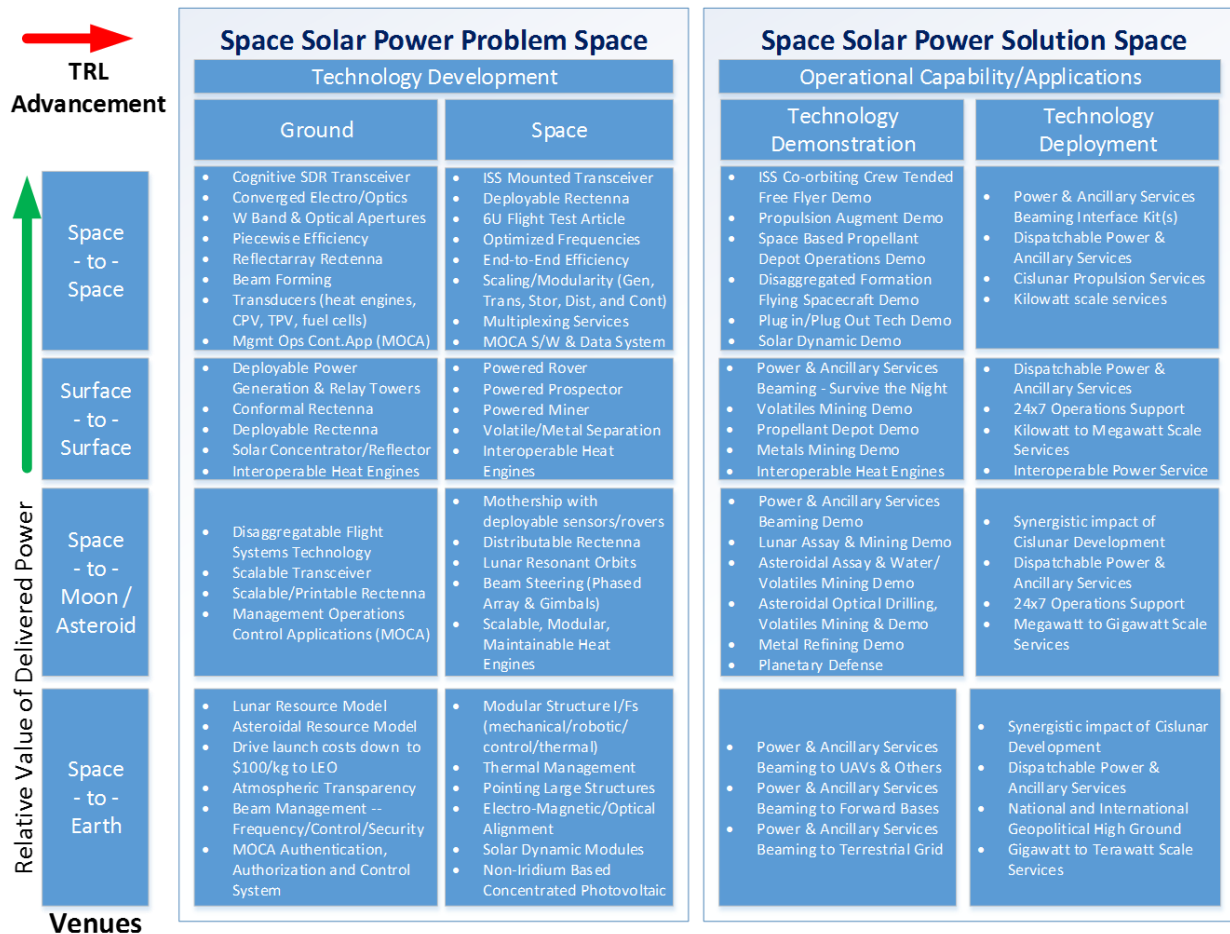 TRL
Advancement
Space Solar Power Problem Space
Space Solar Power Solution Space
Technology Development
Operational Capability/Applications
Ground
Space
Technology
Demonstration
Technology
Deployment
Relative Value of Delivered Power
Space
- to -
Space
• Cognitive SDR Transceiver
• Converged Electro/Optics
• W Band & Optical Apertures
• Piecewise Efficiency
• Reflectarray Rectenna
• Beam Forming
• Transducers (heat engines,
CPV, TPV, fuel cells)
• Mgmt Ops Cont.App (MOCA)
• ISS Mounted Transceiver
• Deployable Rectenna
• 6U Flight Test Article
• Optimized Frequencies
• End-to-End Efficiency
• Scaling/Modularity (Gen,
Trans, Stor, Dist, and Cont)
• Multiplexing Services
• MOCA S/W & Data System
• ISS Co-orbiting Crew Tended
Free Flyer Demo
• Propulsion Augment Demo
• Space Based Propellant
Depot Operations Demo
• Disaggregated Formation
Flying Spacecraft Demo
• Plug in/Plug Out Tech Demo
• Solar Dynamic Demo
• Power & Ancillary Services
Beaming Interface Kit(s)
• Dispatchable Power &
Ancillary Services
• Cislunar Propulsion Services
• Kilowatt scale services
Surface
- to -
Surface
• Deployable Power
Generation & Relay Towers
• Conformal Rectenna
• Deployable Rectenna
• Solar Concentrator/Reflector
• Interoperable Heat Engines
• Powered Rover
• Powered Prospector
• Powered Miner
• Volatile/Metal Separation
• Interoperable Heat
Engines
• Power & Ancillary Services
Beaming - Survive the Night
• Volatiles Mining Demo
• Propellant Depot Demo
• Metals Mining Demo
• Interoperable Heat Engines
• Dispatchable Power &
Ancillary Services
• 24x7 Operations Support
• Kilowatt to Megawatt Scale
Services
• Interoperable Power Service
Space
- to -
Moon /
Asteroid
• Disaggregatable Flight
Systems Technology
• Scalable Transceiver
• Scalable/Printable Rectenna
• Management Operations
Control Applications (MOCA)
• Mothership with
deployable sensors/rovers
• Distributable Rectenna
• Lunar Resonant Orbits
• Beam Steering (Phased
Array & Gimbals)
• Scalable, Modular,
Maintainable Heat
Engines
• Power & Ancillary Services
Beaming Demo
• Lunar Assay & Mining Demo
• Asteroidal Assay & Water/
Volatiles Mining Demo
• Asteroidal Optical Drilling,
Volatiles Mining & Demo
• Metal Refining Demo
• Planetary Defense
• Synergistic impact of
Cislunar Development
• Dispatchable Power &
Ancillary Services
• 24x7 Operations Support
• Megawatt to Gigawatt Scale
Services
Space
- to -
Earth
• Lunar Resource Model
• Asteroidal Resource Model
• Drive launch costs down to
$100/kg to LEO
• Atmospheric Transparency
• Beam Management --
Frequency/Control/Security
• MOCA Authentication,
Authorization and Control
System
• Modular Structure I/Fs
(mechanical/robotic/
control/thermal)
• Thermal Management
• Pointing Large Structures
• Electro-Magnetic/Optical
Alignment
• Solar Dynamic Modules
• Non-Iridium Based
Concentrated Photovoltaic
• Power & Ancillary Services
Beaming to UAVs & Others
• Power & Ancillary Services
Beaming to Forward Bases
• Power & Ancillary Services
Beaming to Terrestrial Grid
• Synergistic impact of Cislunar
Development
• Dispatchable Power &
Ancillary Services
• National and International
Geopolitical High Ground
• Gigawatt to Terawatt Scale
Services
Venues